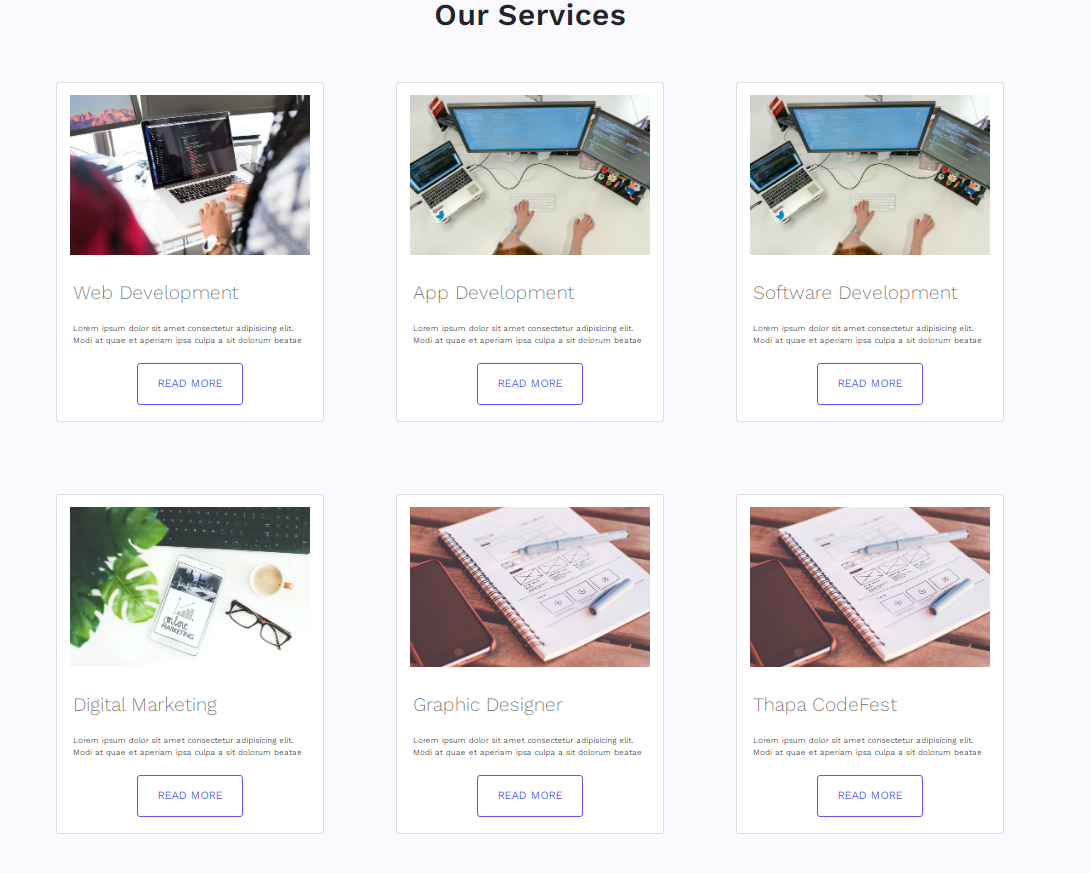 Our Services
Web Development
Lorem ipsum dolor sit amet consectetur adipisicing elit.
Modi at quae et aperiam ipsa culpa a sit dolorum beatae
READ MORE
App Development
Lorem ipsum dolor sit amet consectetur adipisicing elit.
Modi at quae et aperiam ipsa culpa a sit dolorum beatae
READ MORE
Software Development
Lorem ipsum dolor sit amet consectetur adipisicing elit.
Modi at quae et aperiam ipsa culpa a sit dolorum beatae
READ MORE
Online
MARKETING
Digital Marketing
Lorem ipsum dolor sit amet consectetur adipisicing elit.
Modi at quae et aperiam ipsa culpa a sit dolorum beatae
READ MORE
Graphic Designer
Lorem ipsum dolor sit amet consectetur adipisicing elit.
Modi at quae et aperiam ipsa culpa a sit dolorum beatae
READ MORE
Thapa CodeFest
Lorem ipsum dolor sit amet consectetur adipisicing elit.
Modi at quae et aperiam ipsa culpa a sit dolorum beatae
READ MORE